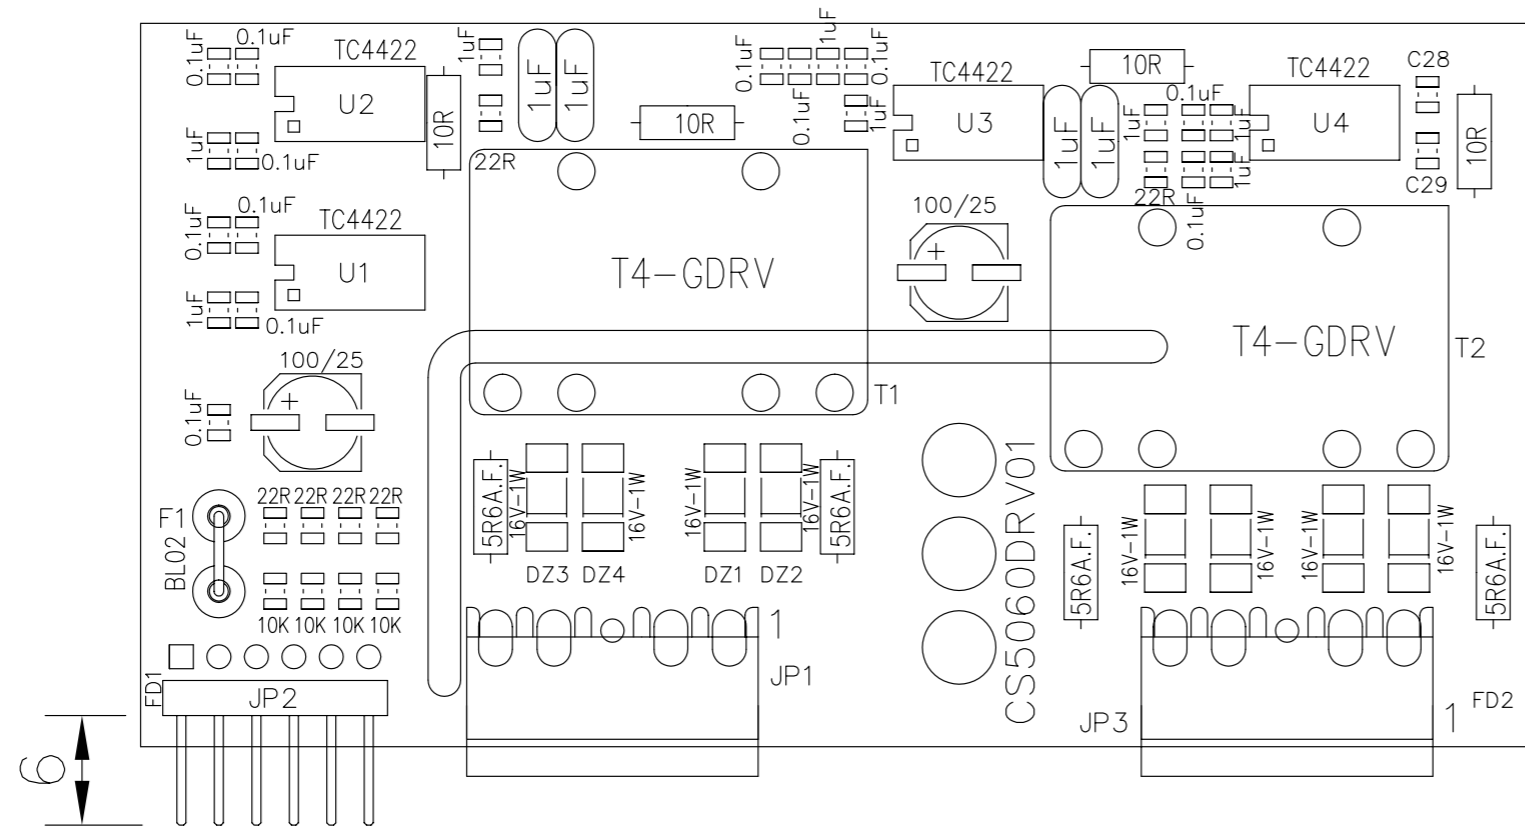 0.1uF
0.1uF
TC4422
U2
1uF
0.1uF
10R
1uF
22R
1uF
1uF
10R
0.1uF
0.1uF
1uF
0.1uF
1uF
TC4422
U3
10R
1uF
1uF
1uF
0.1uF
1uF
1uF
22R
0.1uF
TC4422
U4
C28
C29
10R
0.1uF
0.1uF
TC4422
U1
1uF
0.1uF
T4-GDRV
T1
100/25
+
T4-GDRV
T2
100/25
+
0.1uF
F1
BL02
22R
22R
22R
22R
10K
10K
10K
10K
5R6A.F.
16V-1W
16V-1W
16V-1W
16V-1W
5R6A.F.
DZ3
DZ4
DZ1
DZ2
CS5060DRV01
5R6A.F.
16V-1W
16V-1W
16V-1W
16V-1W
5R6A.F.
FD1
JP2
1
JP1
JP3
1
FD2
6